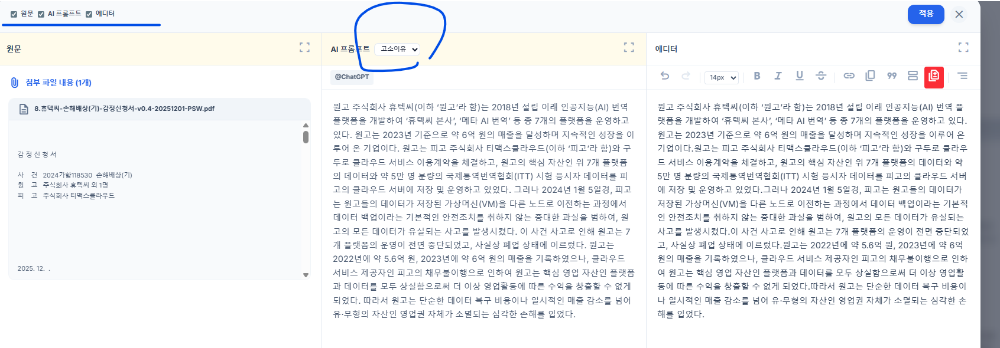 원문 AI 프롬프트 에디터
적용
원문
첨부 파일 내용 (1개)
8.휴텍씨-손해배상(기)-감정신청서-v0.4-20251201-PSW.pdf
감 정 신 청 서
사 건 2024가합118530 손해배상(기)
원 고 주식회사 휴텍씨 외 1명
피 고 주식회사 티맥스클라우드
2025. 12. .
AI 프롬프트 고소이유
@ChatGPT
원고 주식회사 휴텍씨(이하 ‘원고’라 함)는 2018년 설립 이래 인공지능(AI) 번역
플랫폼을 개발하여 ‘휴텍씨 본사’, ‘메타 AI 번역’ 등 총 7개의 플랫폼을 운영하고
있다. 원고는 2023년 기준으로 약 6억 원의 매출을 달성하며 지속적인 성장을 이
루어 온 기업이다. 원고는 피고 주식회사 티맥스클라우드(이하 ‘피고’라 함)와 구
두로 클라우드 서비스 이용계약을 체결하고, 원고의 핵심 자산인 위 7개 플랫폼
의 데이터와 약 5만 명 분량의 국제통역번역협회(ITT) 시험 응시자 데이터를 피
고의 클라우드 서버에 저장 및 운영하고 있었다. 그러나 2024년 1월 5일경, 피고
는 원고들의 데이터가 저장된 가상머신(VM)을 다른 노드로 이전하는 과정에서
데이터 백업이라는 기본적인 안전조치를 취하지 않는 중대한 과실을 범하여, 원
고의 모든 데이터가 유실되는 사고를 발생시켰다. 이 사건 사고로 인해 원고는 7
개 플랫폼의 운영이 전면 중단되었고, 사실상 폐업 상태에 이르렀다. 원고는
2022년에 약 5.6억 원, 2023년에 약 6억 원의 매출을 기록하였으나, 클라우드
서비스 제공자인 피고의 채무불이행으로 인하여 원고는 핵심 영업 자산인 플랫폼
과 데이터를 모두 상실함으로써 더 이상 영업활동에 따른 수익을 창출할 수 없게
되었다. 따라서 원고는 단순한 데이터 복구 비용이나 일시적인 매출 감소를 넘어
유·무형의 자산인 영업권 자체가 소멸되는 심각한 손해를 입었다.
에디터
14px
원고 주식회사 휴텍씨(이하 ‘원고’라 함)는 2018년 설립 이래 인공지능(AI) 번역 플
랫폼을 개발하여 ‘휴텍씨 본사’, ‘메타 AI 번역’ 등 총 7개의 플랫폼을 운영하고 있다.
원고는 2023년 기준으로 약 6억 원의 매출을 달성하며 지속적인 성장을 이루어 온
기업이다.원고는 피고 주식회사 티맥스클라우드(이하 ‘피고’라 함)와 구두로 클라우
드 서비스 이용계약을 체결하고, 원고의 핵심 자산인 위 7개 플랫폼의 데이터와 약
5만 명 분량의 국제통역번역협회(ITT) 시험 응시자 데이터를 피고의 클라우드 서버
에 저장 및 운영하고 있었다.그러나 2024년 1월 5일경, 피고는 원고들의 데이터가
저장된 가상머신(VM)을 다른 노드로 이전하는 과정에서 데이터 백업이라는 기본적
인 안전조치를 취하지 않는 중대한 과실을 범하여, 원고의 모든 데이터가 유실되는
사고를 발생시켰다.이 사건 사고로 인해 원고는 7개 플랫폼의 운영이 전면 중단되었
고, 사실상 폐업 상태에 이르렀다.원고는 2022년에 약 5.6억 원, 2023년에 약 6억
원의 매출을 기록하였으나, 클라우드 서비스 제공자인 피고의 채무불이행으로 인하
여 원고는 핵심 영업 자산인 플랫폼과 데이터를 모두 상실함으로써 더 이상 영업활
동에 따른 수익을 창출할 수 없게 되었다.따라서 원고는 단순한 데이터 복구 비용이
나 일시적인 매출 감소를 넘어 유·무형의 자산인 영업권 자체가 소멸되는 심각한 손
해를 입었다.